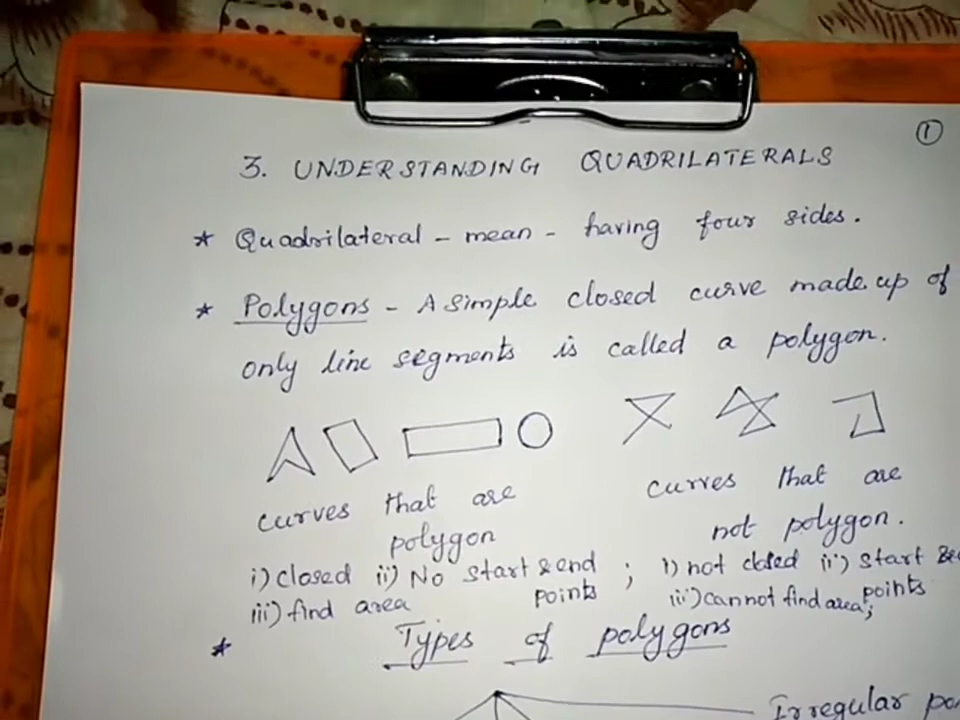 1
3. UNDERSTANDING QUADRILATERALS
* Quadrilateral - mean - having four sides.
* Polygons - A simple closed curve made up of
only line segments is called a polygon.
curves that are polygon
curves that are not polygon.
i) closed ii) No start & end points ;
iii) find area
i) not closed ii) start & points
iii) cannot find area;
* Types of polygons
Irregular